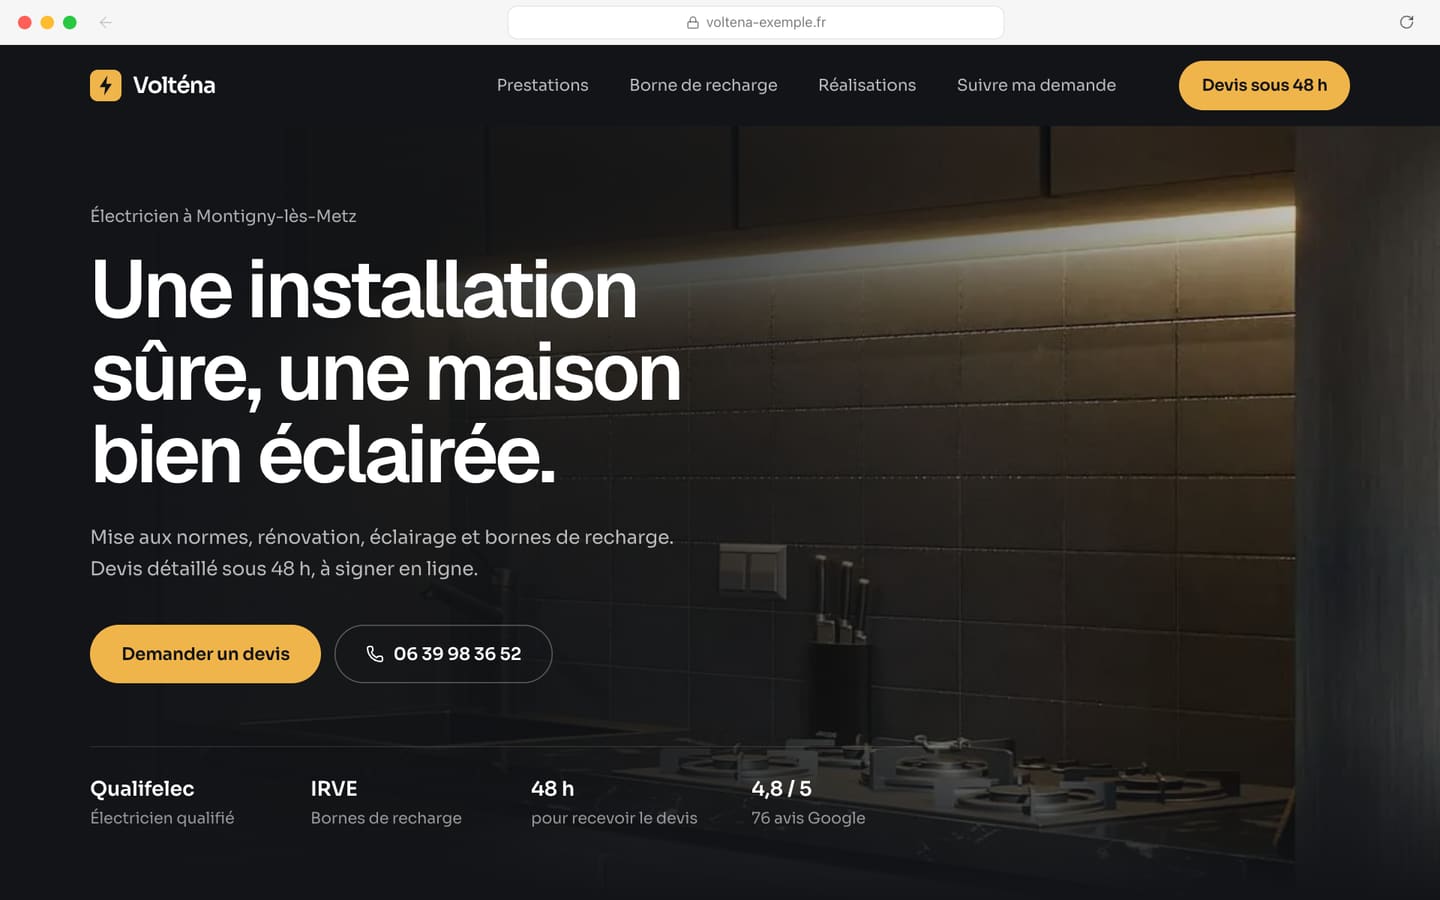 voltena-exemple.fr
Volténa
Prestations
Borne de recharge
Réalisations
Suivre ma demande
Devis sous 48 h
Électricien à Montigny-lès-Metz
Une installation
sûre, une maison
bien éclairée.
Mise aux normes, rénovation, éclairage et bornes de recharge.
Devis détaillé sous 48 h, à signer en ligne.
Demander un devis
06 39 98 36 52
Qualifelec
Électricien qualifié
IRVE
Bornes de recharge
48 h
pour recevoir le devis
4,8 / 5
76 avis Google